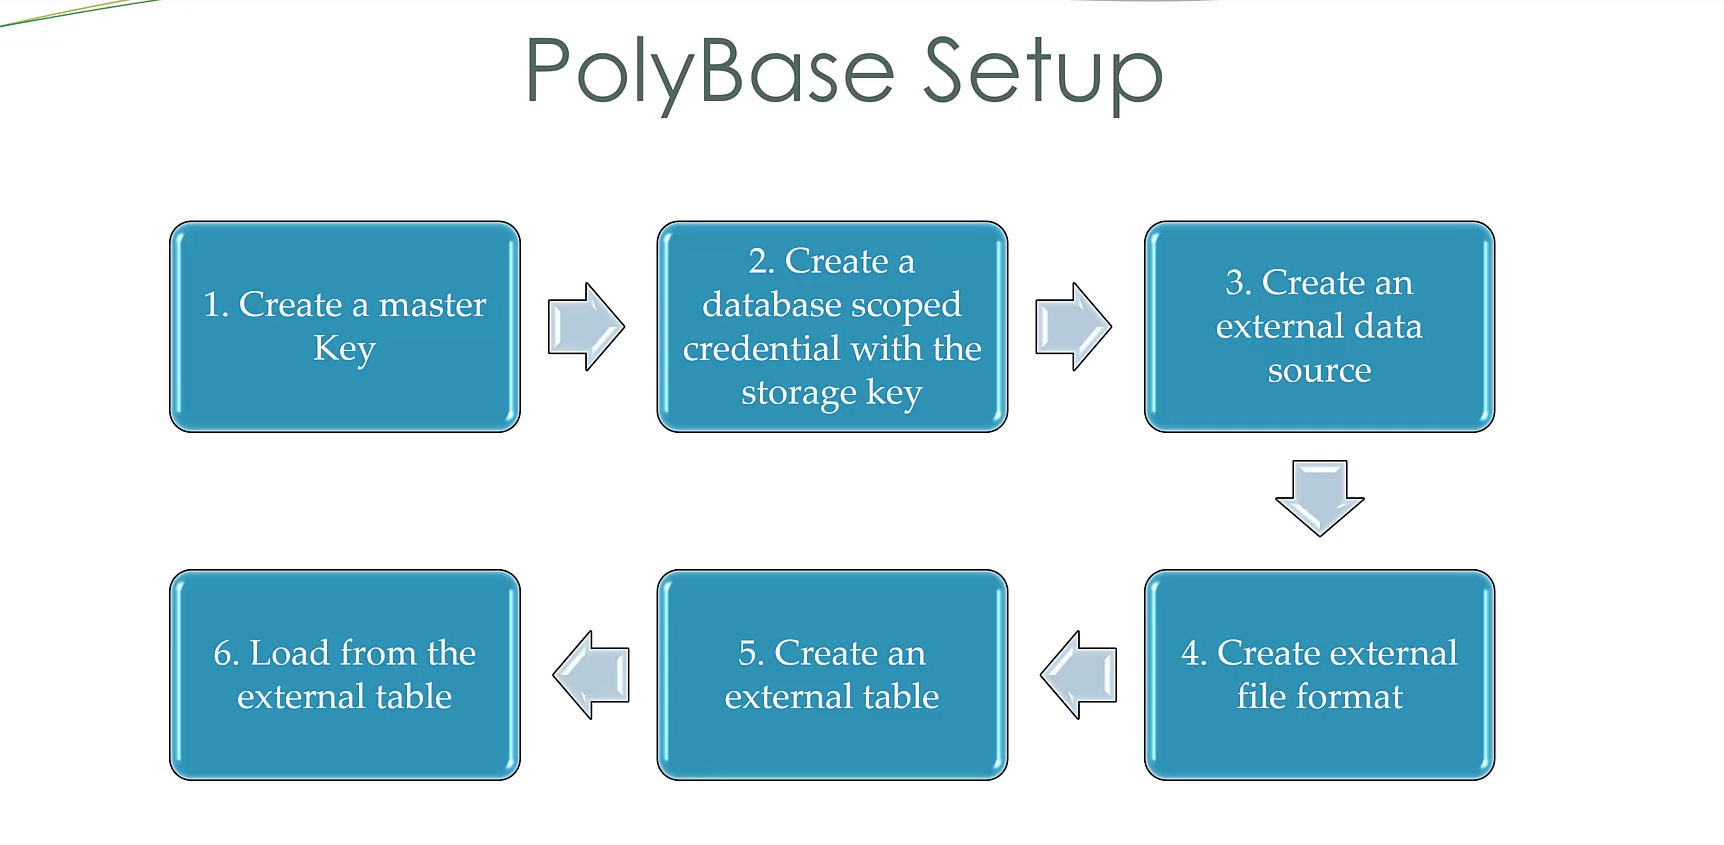 PolyBase Setup
1. Create a master
Key
2. Create a
database scoped
credential with the
storage key
3. Create an
external data
source
4. Create external
file format
5. Create an
external table
6. Load from the
external table